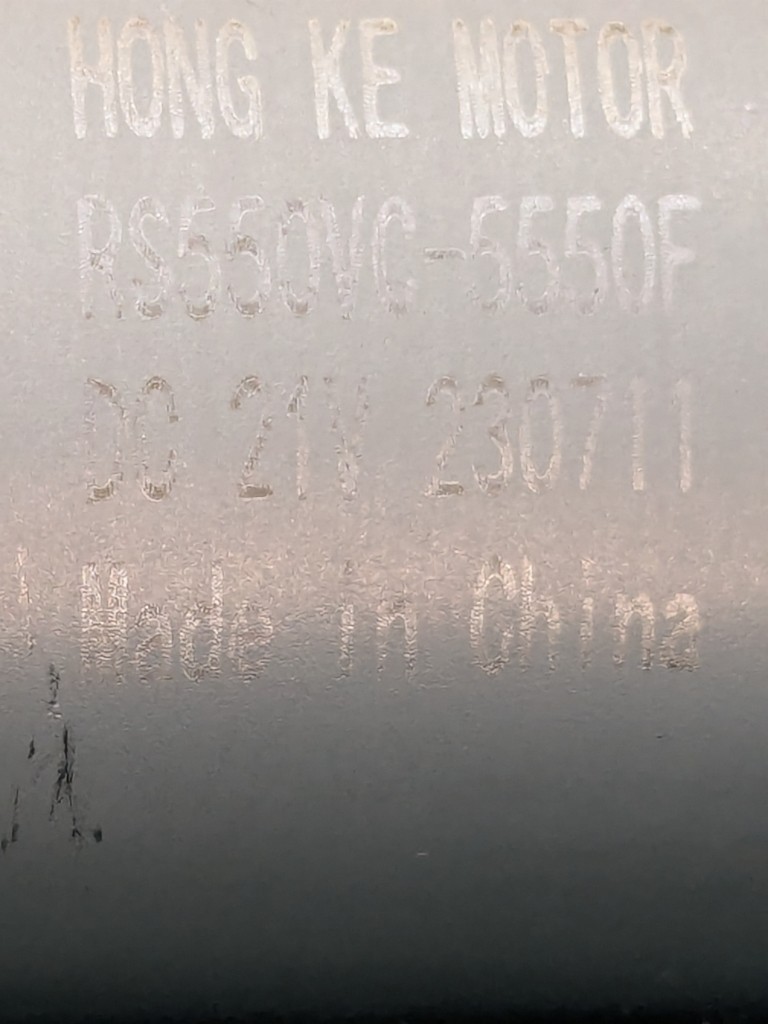 HONG KE MOTOR
RS550VC-5550F
DC 21V 230711
Made in China